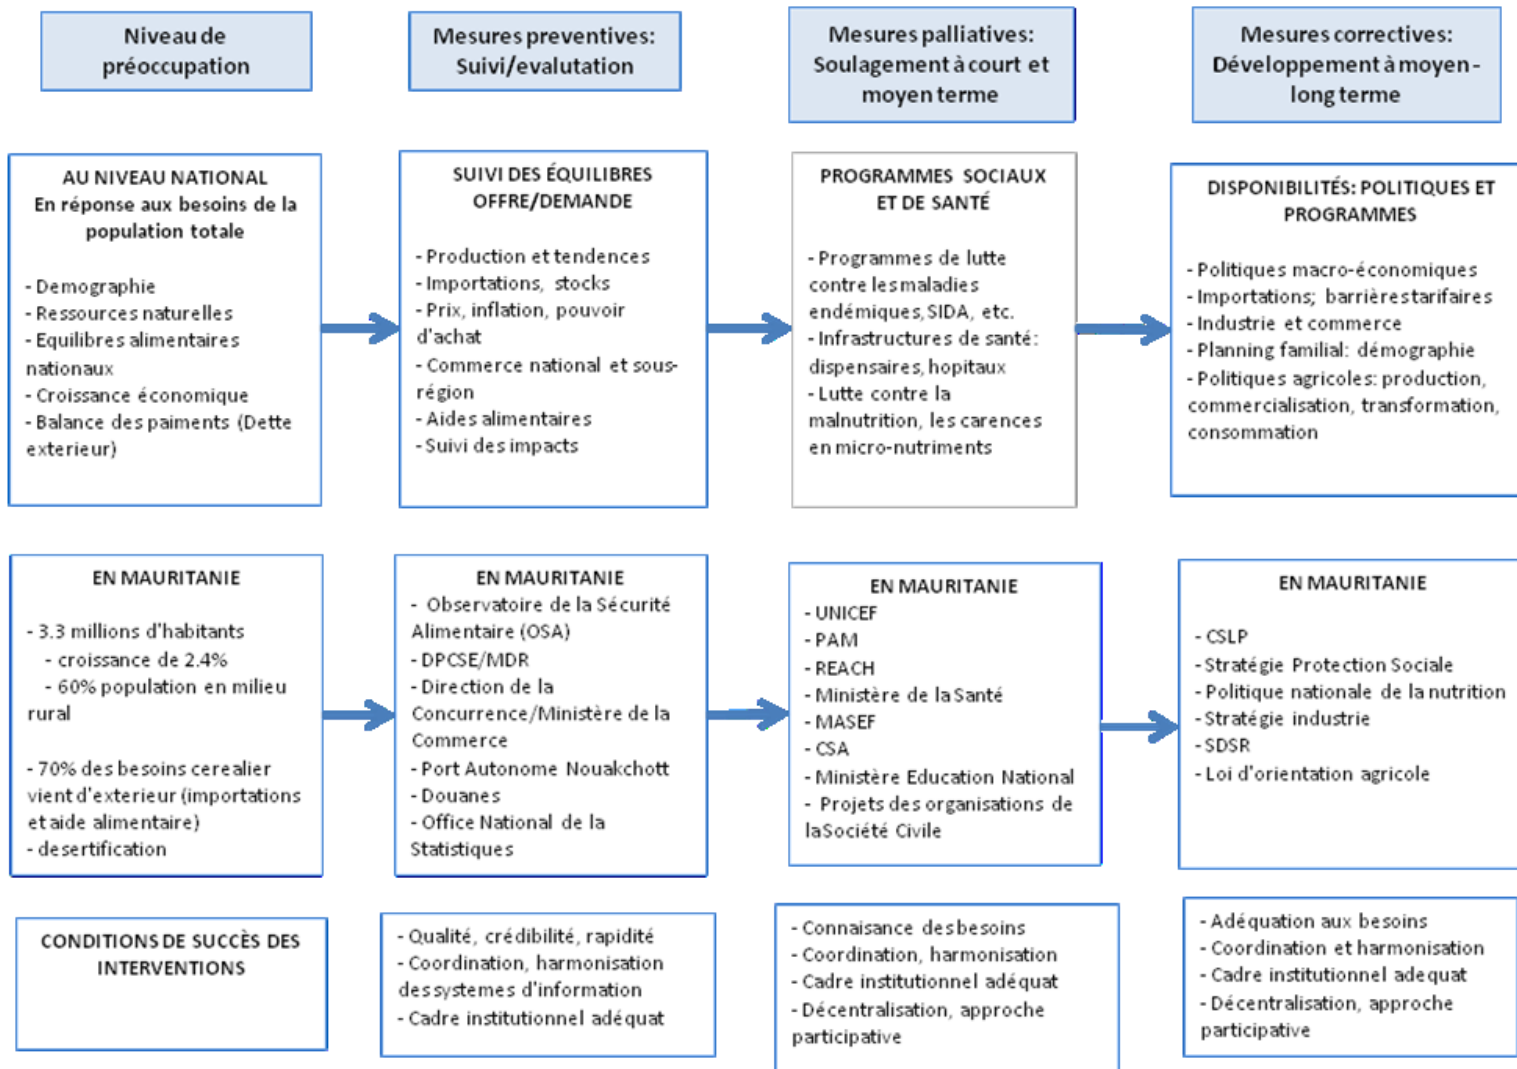 Niveau de
préoccupation
Mesures preventives:
Suivi/evalutation
Mesures palliatives:
Soulagement à court et
moyen terme
Mesures correctives:
Développement à moyen -
long terme
AU NIVEAU NATIONAL
En réponse aux besoins de la
population totale
- Demographie
- Ressources naturelles
- Equilibres alimentaires
nationaux
- Croissance économique
- Balance des paiments (Dette
exterieur)
SUIVI DES ÉQUILIBRES
OFFRE/DEMANDE
- Production et tendences
- Importations, stocks
- Prix, inflation, pouvoir
d'achat
- Commerce national et sous-
région
- Aides alimentaires
- Suivi des impacts
PROGRAMMES SOCIAUX
ET DE SANTÉ
- Programmes de lutte
contre les maladies
endémiques, SIDA, etc.
- Infrastructures de santé:
dispensaires, hopitaux
- Lutte contre la
malnutrition, les carences
en micro-nutriments
DISPONIBILITÉS: POLITIQUES ET
PROGRAMMES
- Politiques macro-économiques
- Importations; barrières tarifaires
- Industrie et commerce
- Planning familial: démographie
- Politiques agricoles: production,
commercialisation, transformation,
consommation
EN MAURITANIE
- 3.3 millions d'habitants
- croissance de 2.4%
- 60% population en milieu
rural
- 70% des besoins cerealier
vient d'exterieur (importations
et aide alimentaire)
- desertification
EN MAURITANIE
- Observatoire de la Sécurité
Alimentaire (OSA)
- DPCSE/MDR
- Direction de la
Concurrence/Ministère de la
Commerce
- Port Autonome Nouakchott
- Douanes
- Office National de la
Statistiques
EN MAURITANIE
- UNICEF
- PAM
- REACH
- Ministère de la Santé
- MASEF
- CSA
- Ministère Education National
- Projets des organisations de
la Société Civile
EN MAURITANIE
- CSLP
- Stratégie Protection Sociale
- Politique nationale de la nutrition
- Stratégie industrie
- SDSR
- Loi d'orientation agricole
CONDITIONS DE SUCCÈS DES
INTERVENTIONS
- Qualité, crédibilité, rapidité
- Coordination, harmonisation
des systemes d'information
- Cadre institutionnel adéquat
- Connaisance des besoins
- Coordination, harmonisation
- Cadre institutionnel adéquat
- Décentralisation, approche
participative
- Adéquation aux besoins
- Coordination et harmonisation
- Cadre institutionnel adequat
- Décentralisation, approche
participative